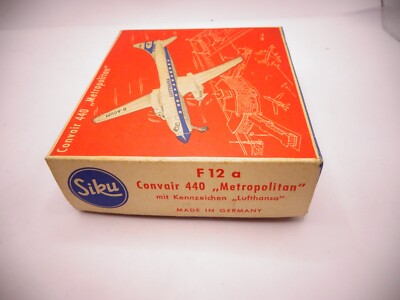 Convair 440 „Metropolitan"
Siku
F 12 a
Convair 440 „Metropolitan"
mit Kennzeichen „Lufthansa"
MADE IN GERMANY